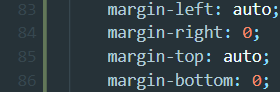 83 margin-left: auto;
84 margin-right: 0;
85 margin-top: auto;
86 margin-bottom: 0;